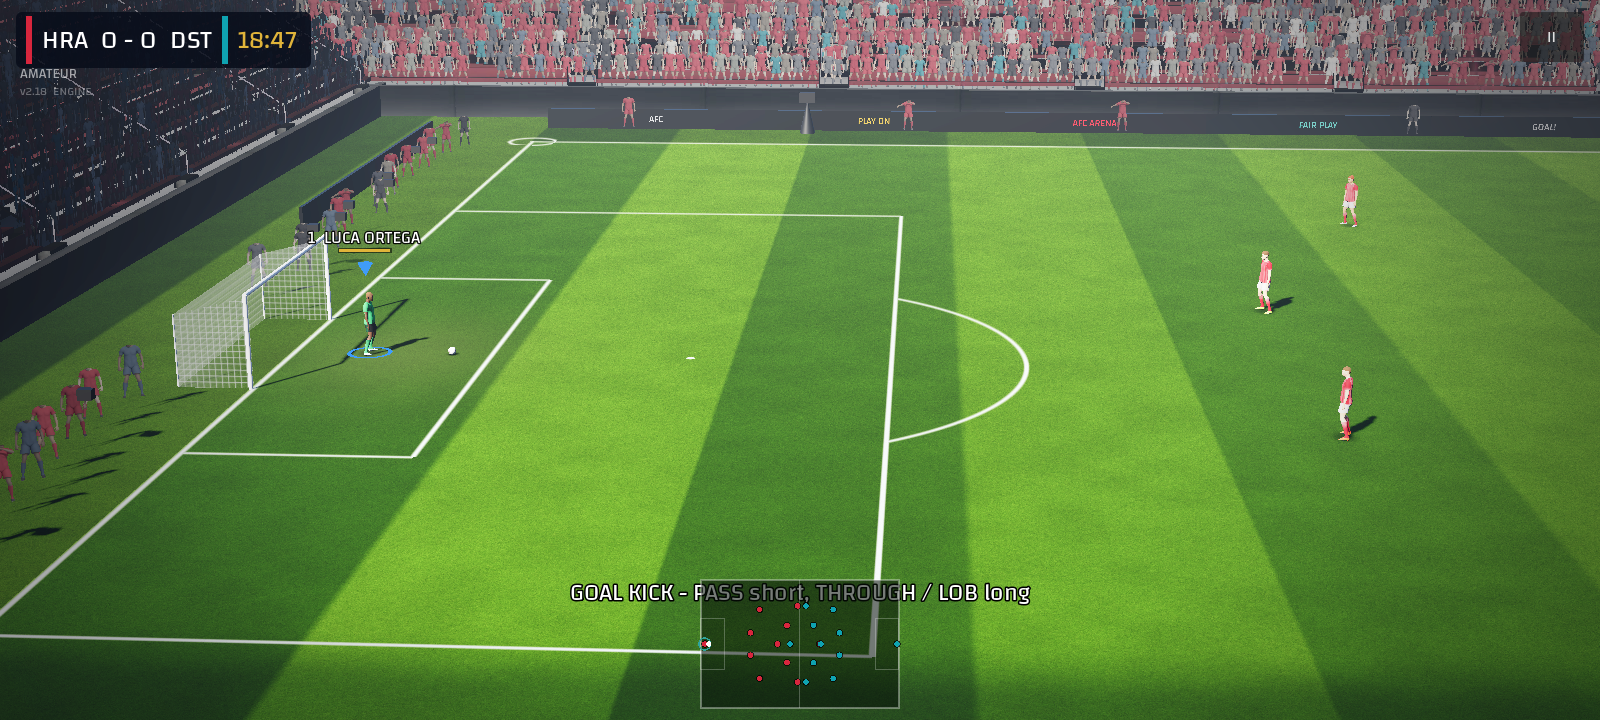 HRA 0 - 0 DST 18:47
AMATEUR
v2.18 ENGINE
AFC
PLAY ON
AFC ARENA
FAIR PLAY
GOAL!
1 LUCA ORTEGA
GOAL KICK - PASS short, THROUGH / LOB long